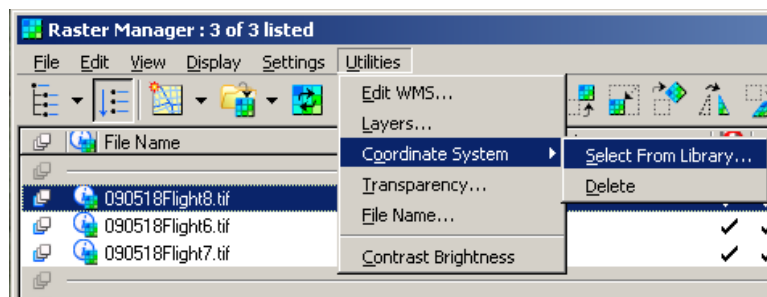 Raster Manager : 3 of 3 listed
File Edit View Display Settings Utilities
Edit WMS...
Layers...
File Name
Coordinate System
Select From Library...
Transparency...
Delete
090518Flight8.tif
File Name...
090518Flight6.tif
090518Flight7.tif
Contrast Brightness